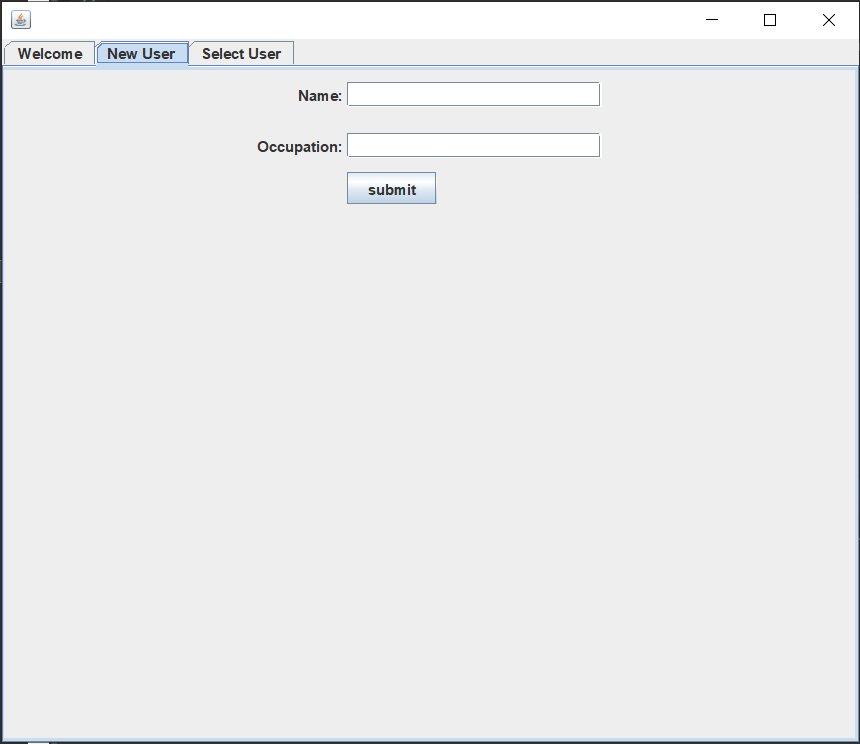 Welcome New User Select User
Name:
Occupation:
submit